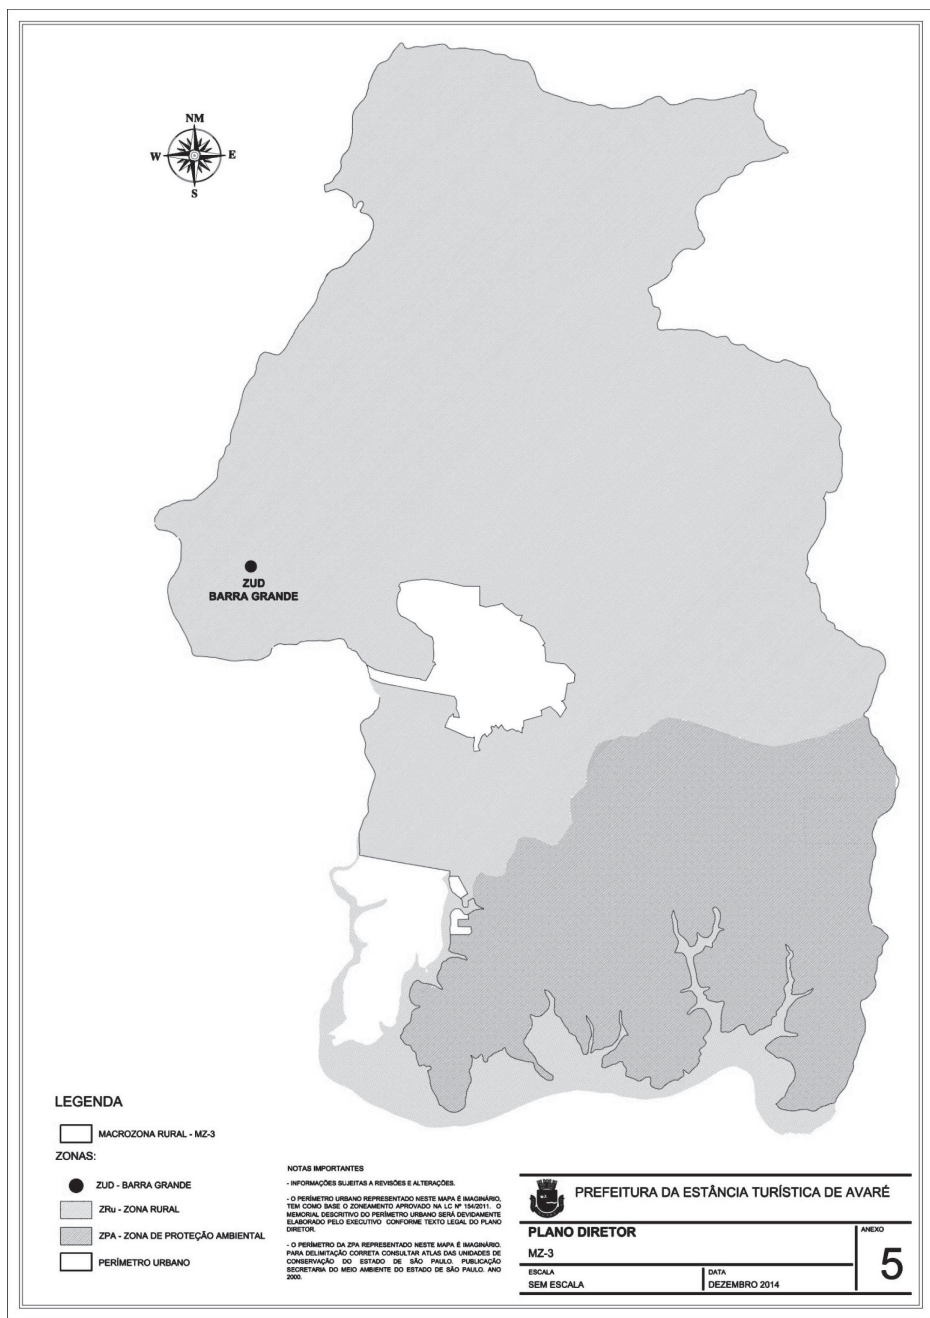 NM
W E
S
ZUD
BARRA GRANDE
LEGENDA
MACROZONA RURAL - MZ-3
ZONAS:
ZUD - BARRA GRANDE
ZRu - ZONA RURAL
ZPA - ZONA DE PROTEÇÃO AMBIENTAL
PERÍMETRO URBANO
NOTAS IMPORTANTES
- INFORMAÇÕES SUJEITAS A REVISÕES E ALTERAÇÕES.
- O PERÍMETRO URBANO REPRESENTADO NESTE MAPA É IMAGINÁRIO,
TEM COMO BASE O ZONEAMENTO APROVADO NA LC Nº 154/2011. O
MEMORIAL DESCRITIVO DO PERÍMETRO URBANO SERÁ DEVIDAMENTE
ELABORADO PELO EXECUTIVO CONFORME TEXTO LEGAL DO PLANO
DIRETOR.
- O PERÍMETRO DA ZPA REPRESENTADO NESTE MAPA É IMAGINÁRIO.
PARA DELIMITAÇÃO CORRETA CONSULTAR ATLAS DAS UNIDADES DE
CONSERVAÇÃO DO ESTADO DE SÃO PAULO. PUBLICAÇÃO
SECRETARIA DO MEIO AMBIENTE DO ESTADO DE SÃO PAULO. ANO
2000.
PREFEITURA DA ESTÂNCIA TURÍSTICA DE AVARÉ
PLANO DIRETOR
MZ-3
ANEXO
5
ESCALA
SEM ESCALA
DATA
DEZEMBRO 2014